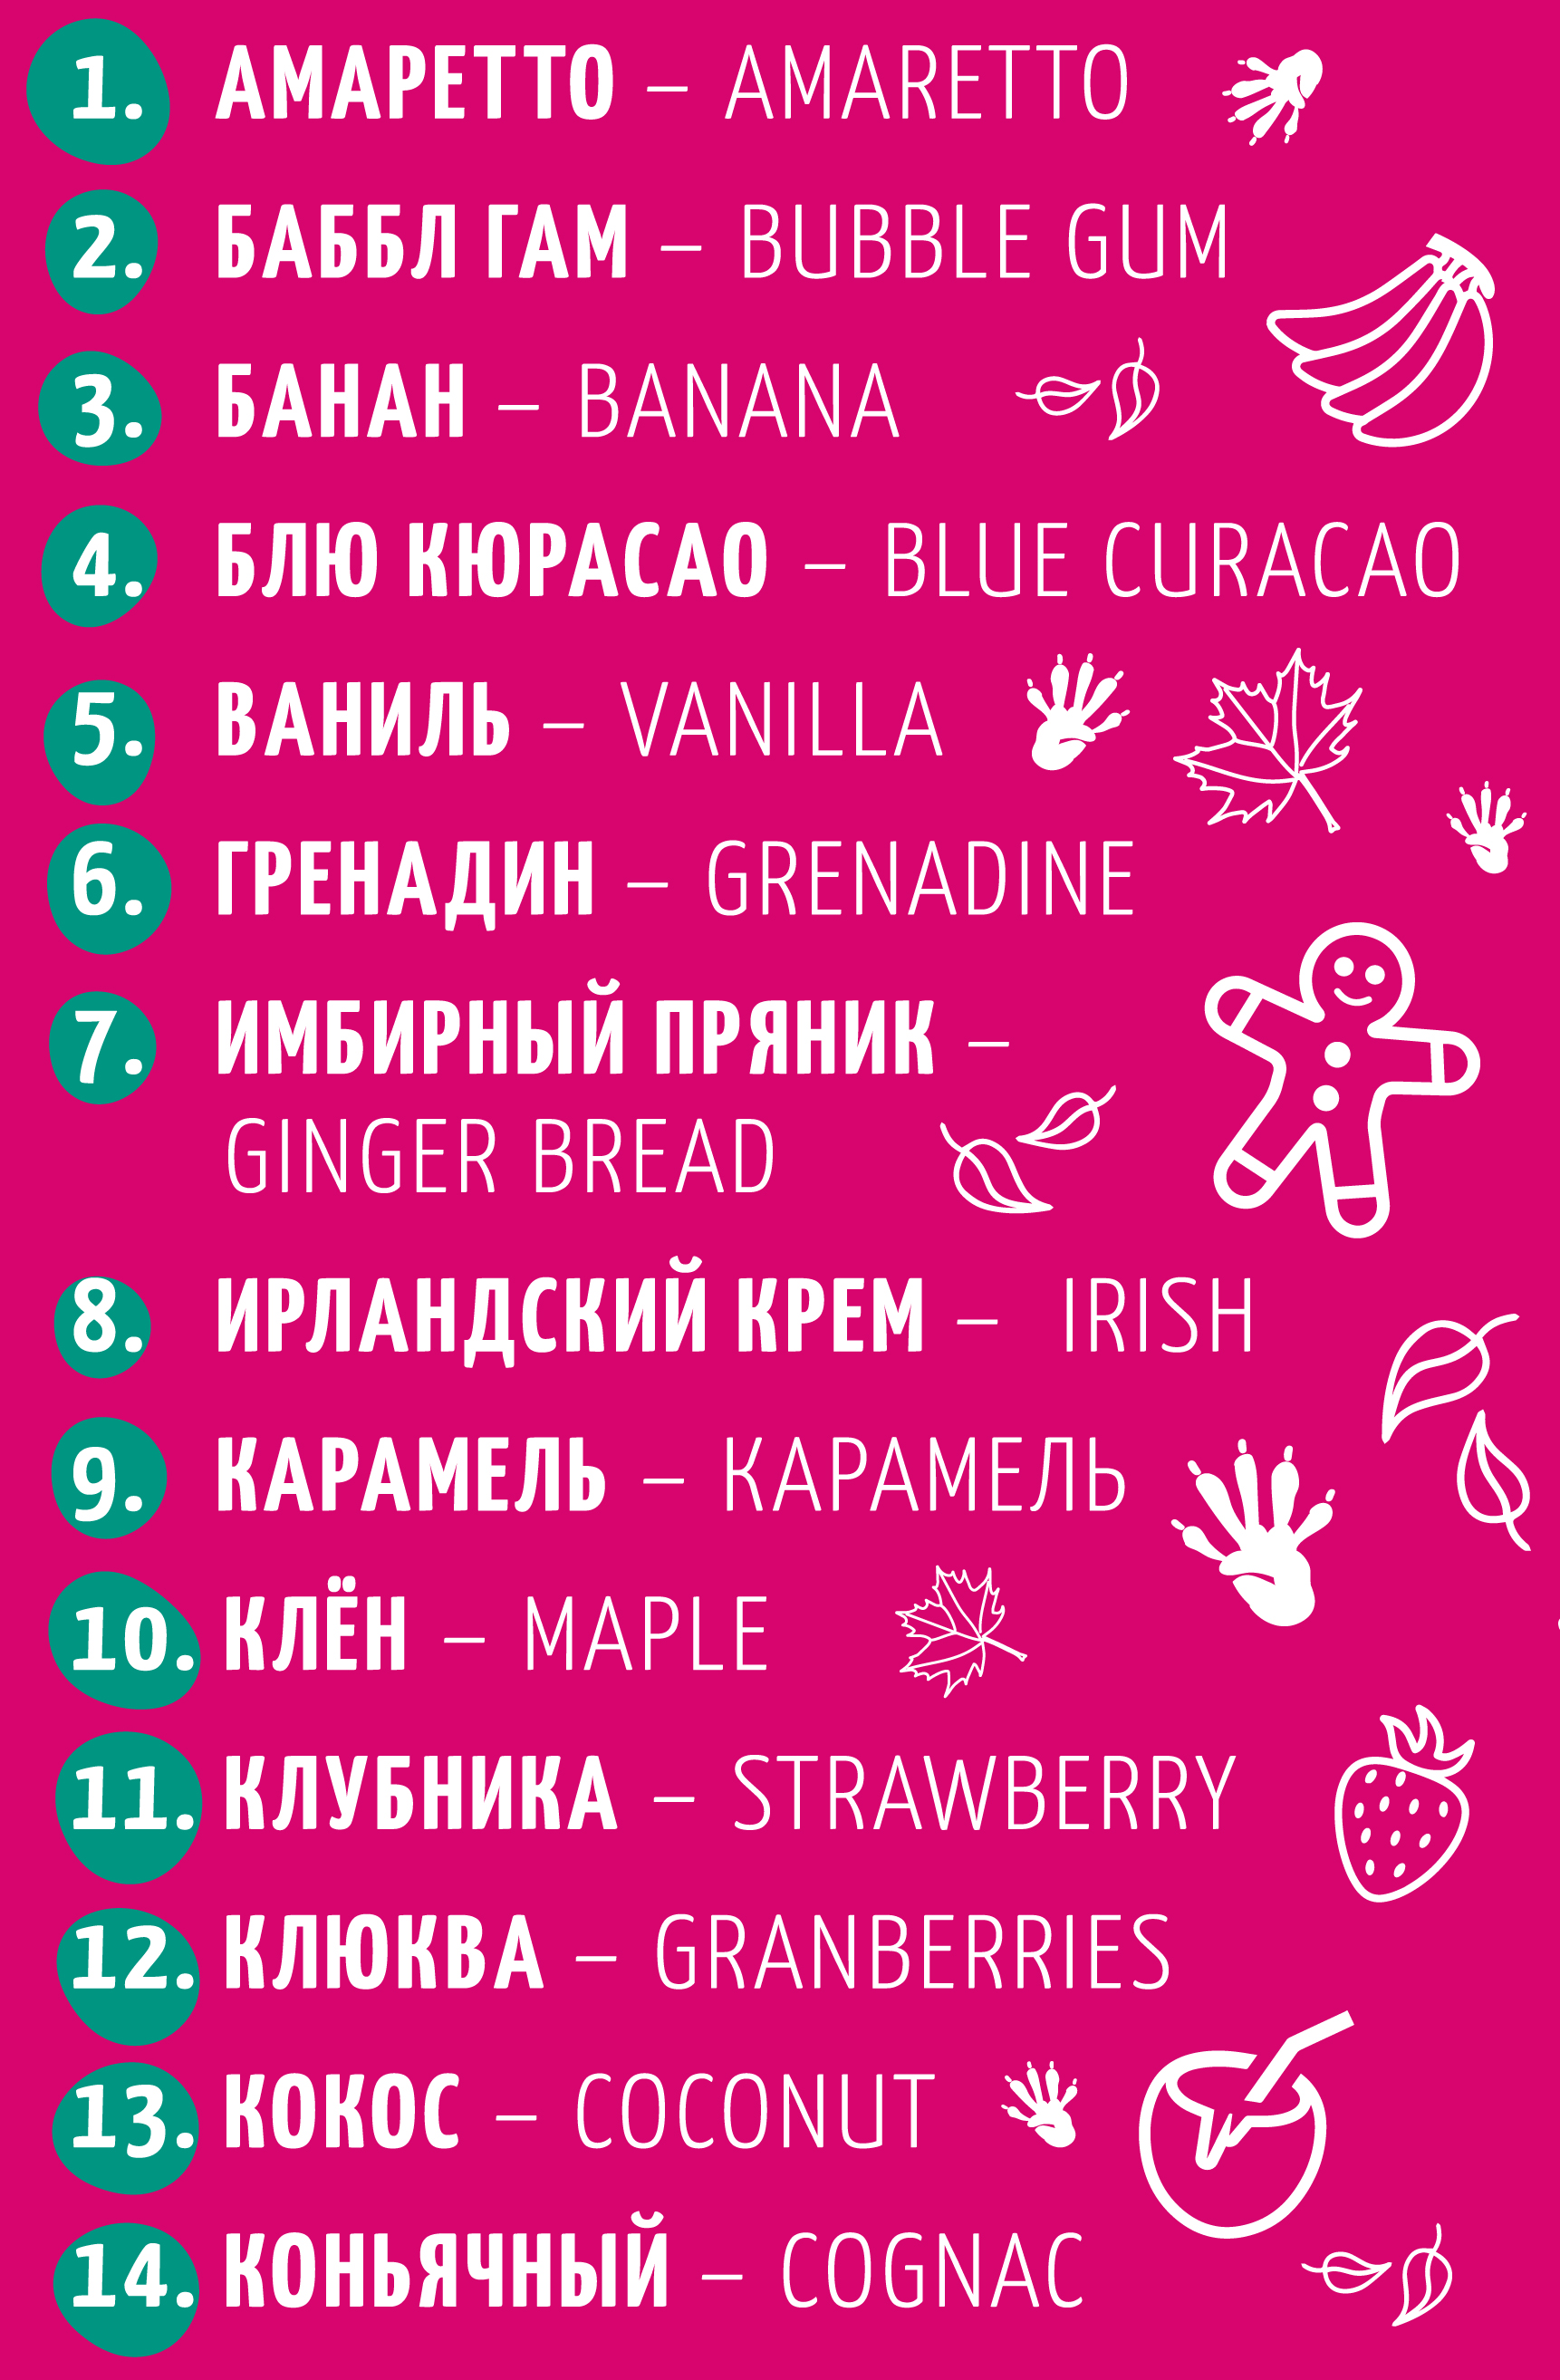 1. АМАРЕТТО – AMARETTO
2. БАББЛ ГАМ – BUBBLE GUM
3. БАНАН – BANANA
4. БЛЮ КЮРАСАО – BLUE CURACAO
5. ВАНИЛЬ – VANILLA
6. ГРЕНАДИН – GRENADINE
7. ИМБИРНЫЙ ПРЯНИК –
GINGER BREAD
8. ИРЛАНДСКИЙ КРЕМ – IRISH
9. КАРАМЕЛЬ – КАРАМЕЛЬ
10. КЛЁН – MAPLE
11. КЛУБНИКА – STRAWBERRY
12. КЛЮКВА – GRANBERRIES
13. КОКОС – COCONUT
14. КОНЬЯЧНЫЙ – COGNAC